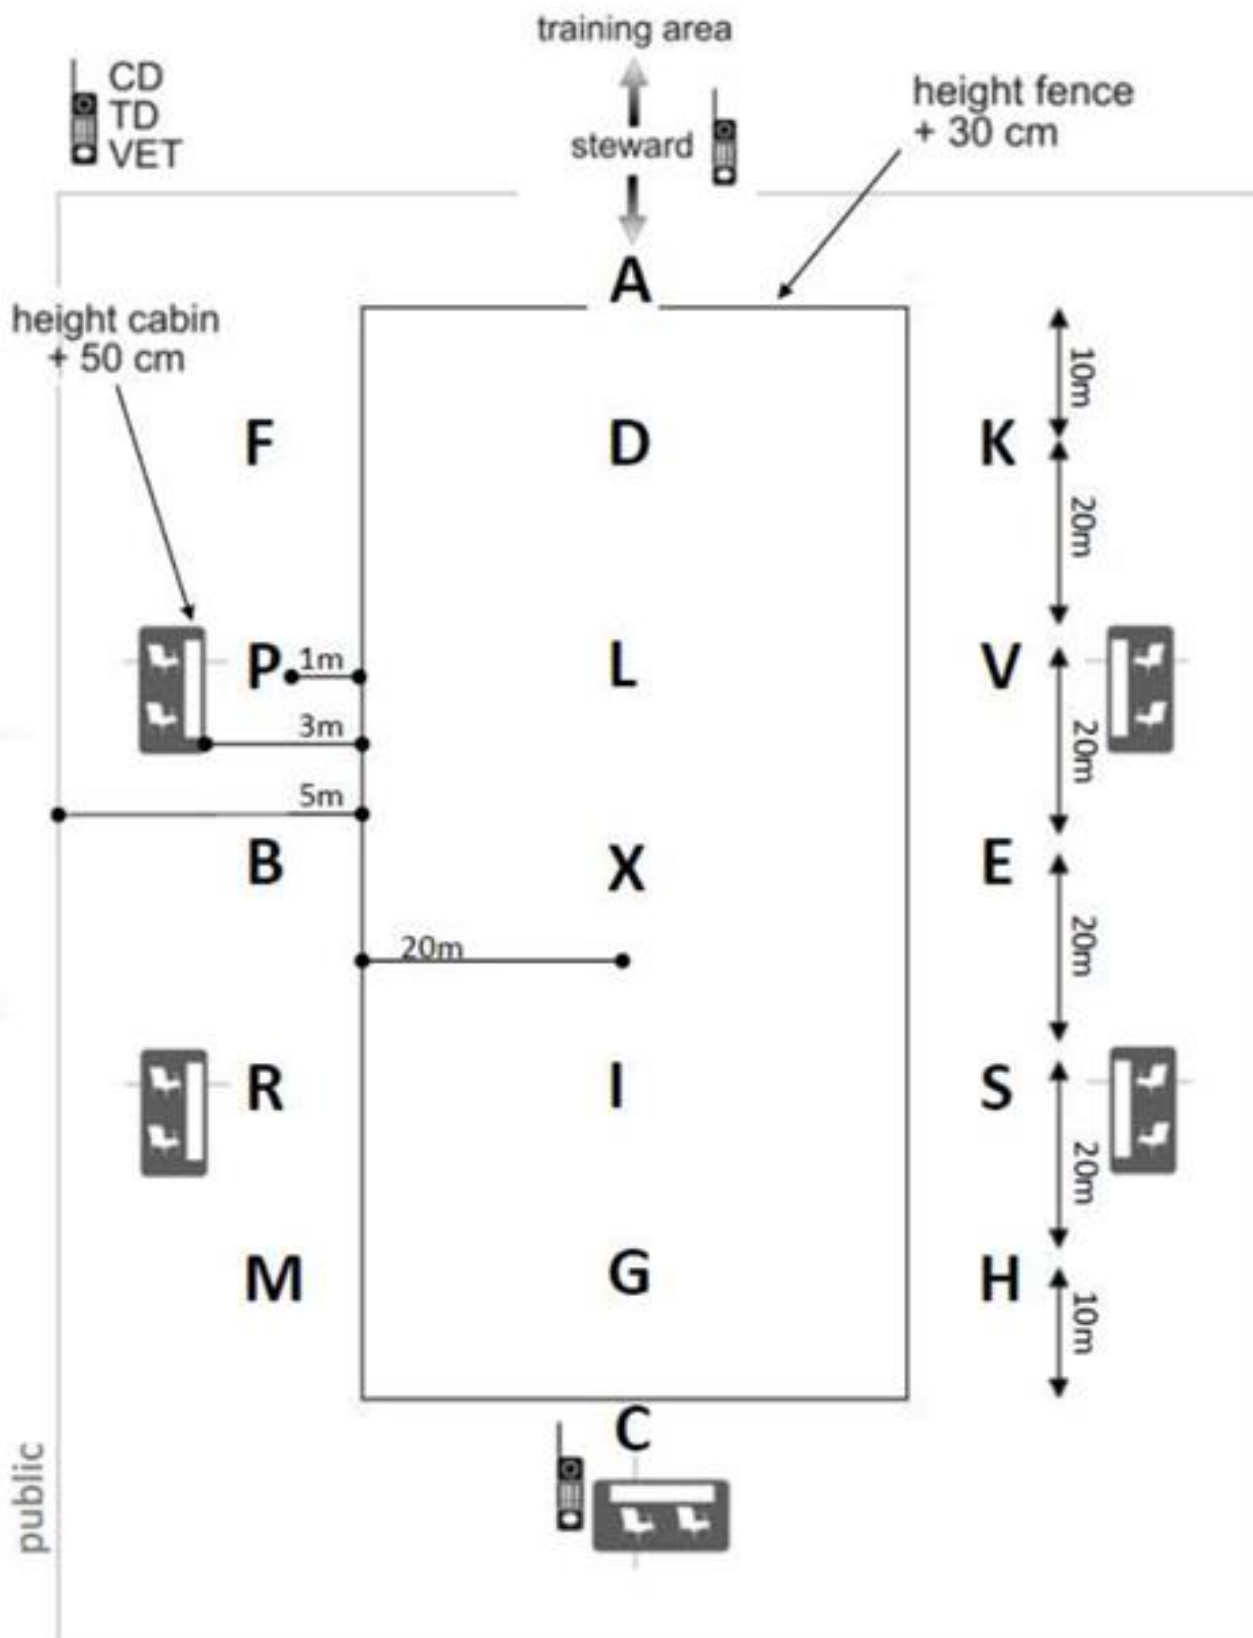 training area
CD
TD
VET
height fence
+ 30 cm
steward
A
height cabin
+ 50 cm
10m
F D K
20m
P 1m L V
3m
20m
5m
B X E
20m
20m
R I S
20m
M G H
10m
C
public